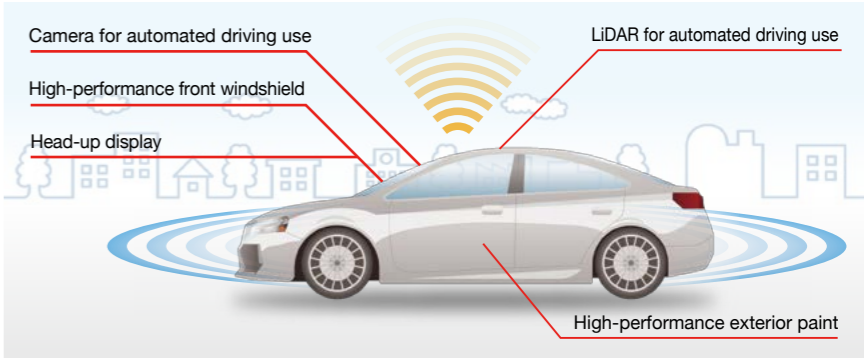 Camera for automated driving use
LiDAR for automated driving use
High-performance front windshield
Head-up display
High-performance exterior paint